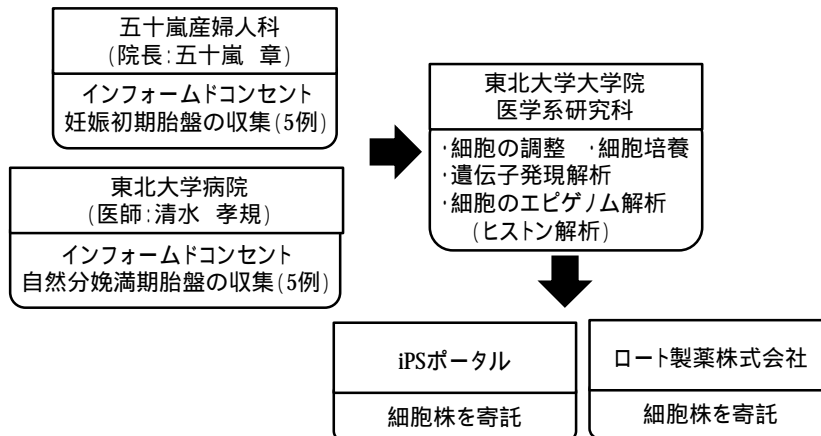 五十嵐産婦人科
(院長:五十嵐 章)
インフォームドコンセント
妊娠初期胎盤の収集(5例)
東北大学病院
(医師:清水 孝規)
インフォームドコンセント
自然分娩満期胎盤の収集(5例)
東北大学大学院
医学系研究科
・細胞の調整 ・細胞培養
・遺伝子発現解析
・細胞のエピゲノム解析
(ヒストン解析)
iPSポータル
細胞株を寄託
ロート製薬株式会社
細胞株を寄託